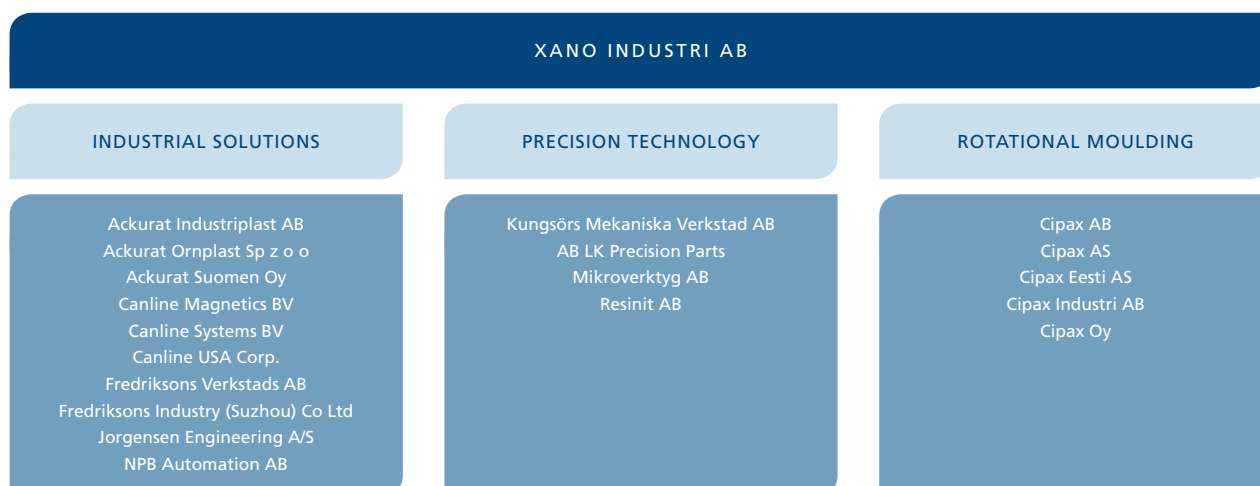 XANO INDUSTRI AB
INDUSTRIAL SOLUTIONS
Ackurat Industriplast AB
Ackurat Ornplast Sp z o o
Ackurat Suomen Oy
Canline Magnetics BV
Canline Systems BV
Canline USA Corp.
Fredriksons Verkstads AB
Fredriksons Industry (Suzhou) Co Ltd
Jorgensen Engineering A/S
NPB Automation AB
PRECISION TECHNOLOGY
Kungsörs Mekaniska Verkstad AB
AB LK Precision Parts
Mikroverktyg AB
Resinit AB
ROTATIONAL MOULDING
Cipax AB
Cipax AS
Cipax Eesti AS
Cipax Industri AB
Cipax Oy